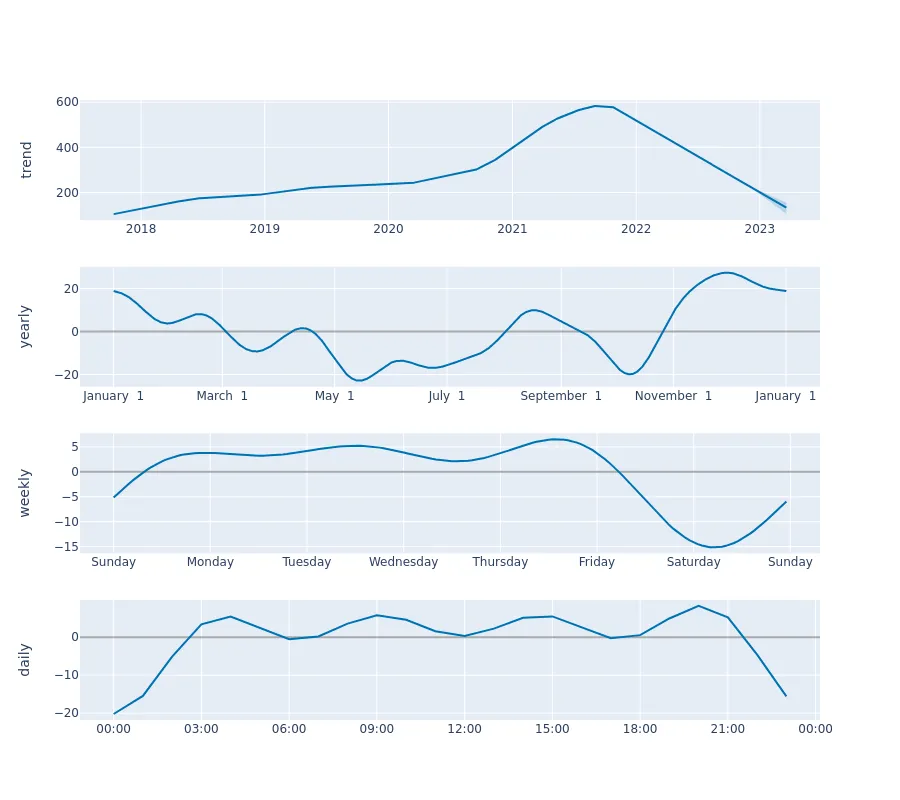 trend
600
400
200
2018 2019 2020 2021 2022 2023
yearly
20
0
−20
January 1 March 1 May 1 July 1 September 1 November 1 January 1
weekly
5
0
−5
−10
−15
Sunday Monday Tuesday Wednesday Thursday Friday Saturday Sunday
daily
0
−10
−20
00:00 03:00 06:00 09:00 12:00 15:00 18:00 21:00 00:00